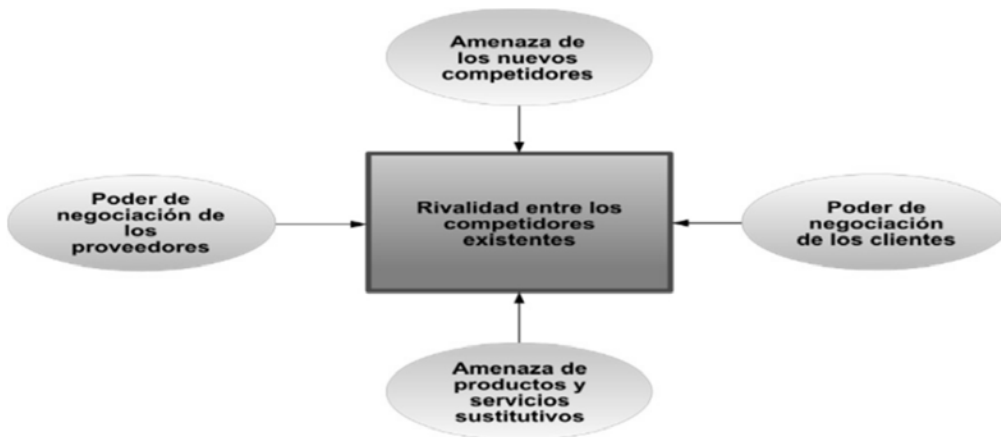 Amenaza de
los nuevos
competidores
Poder de
negociación de
los
proveedores
Rivalidad entre los
competidores
existentes
Poder de
negociación
de los clientes
Amenaza de
productos y
servicios
sustitutivos